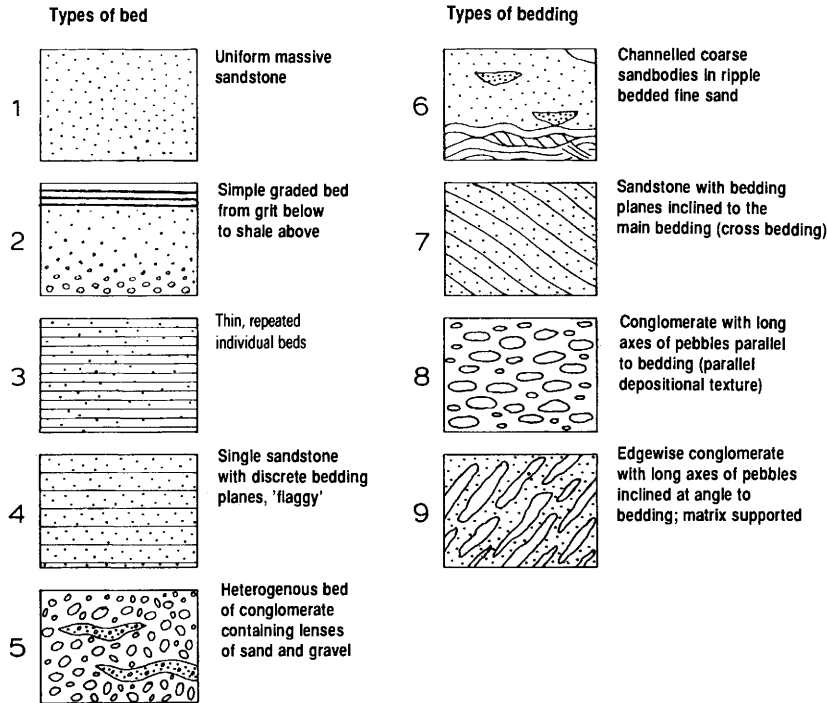 Types of bed
1
Uniform massive
sandstone
2
Simple graded bed
from grit below
to shale above
3
Thin, repeated
individual beds
4
Single sandstone
with discrete bedding
planes, 'flaggy'
5
Heterogenous bed
of conglomerate
containing lenses
of sand and gravel
Types of bedding
6
Channelled coarse
sandbodies in ripple
bedded fine sand
7
Sandstone with bedding
planes inclined to the
main bedding (cross bedding)
8
Conglomerate with long
axes of pebbles parallel
to bedding (parallel
depositional texture)
9
Edgewise conglomerate
with long axes of pebbles
inclined at angle to
bedding; matrix supported